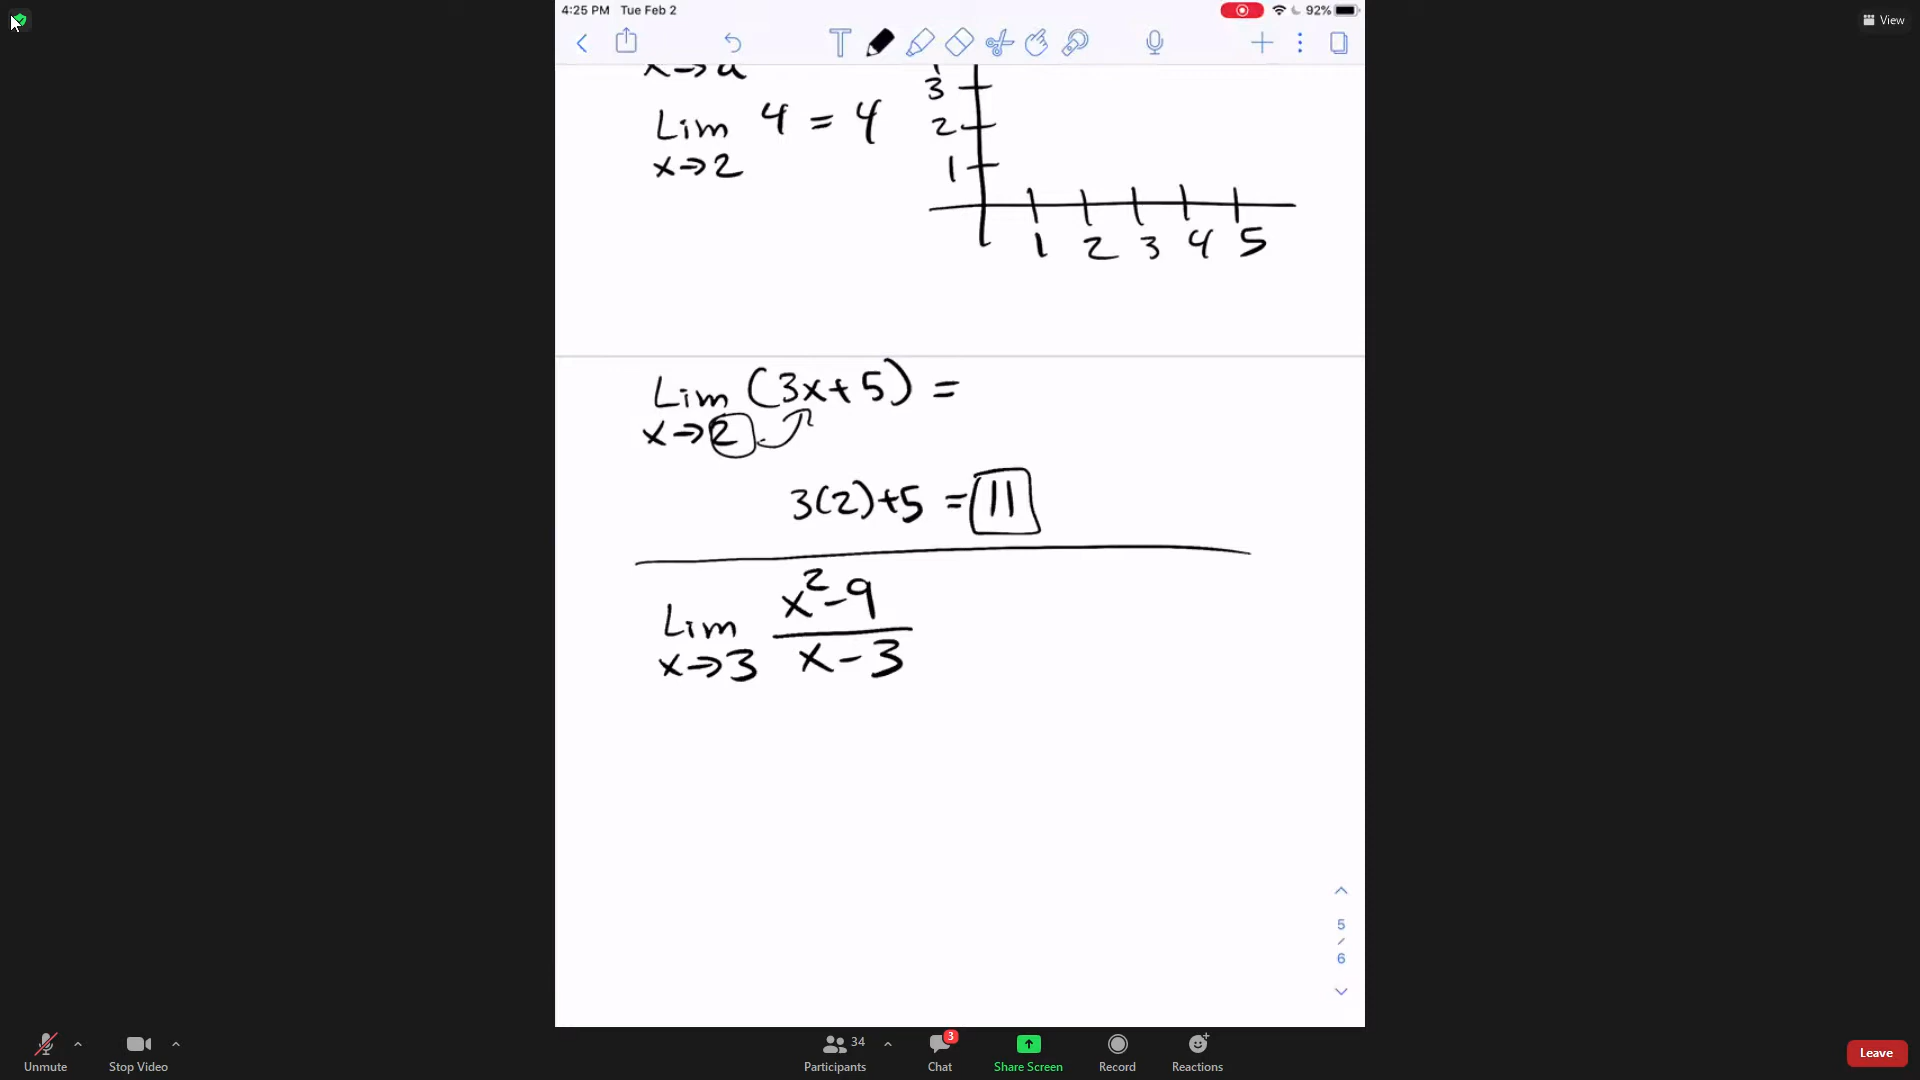 View
4:25 PM Tue Feb 2
92%
T
x→a
Lim 4 = 4
x→2
3
2
1
1 2 3 4 5
Lim (3x+5) =
x→2
3(2)+5 = 11
Lim x²-9
x→3 x-3
5
/
6
34
3
Unmute
Stop Video
Participants
Chat
Share Screen
Record
Reactions
Leave